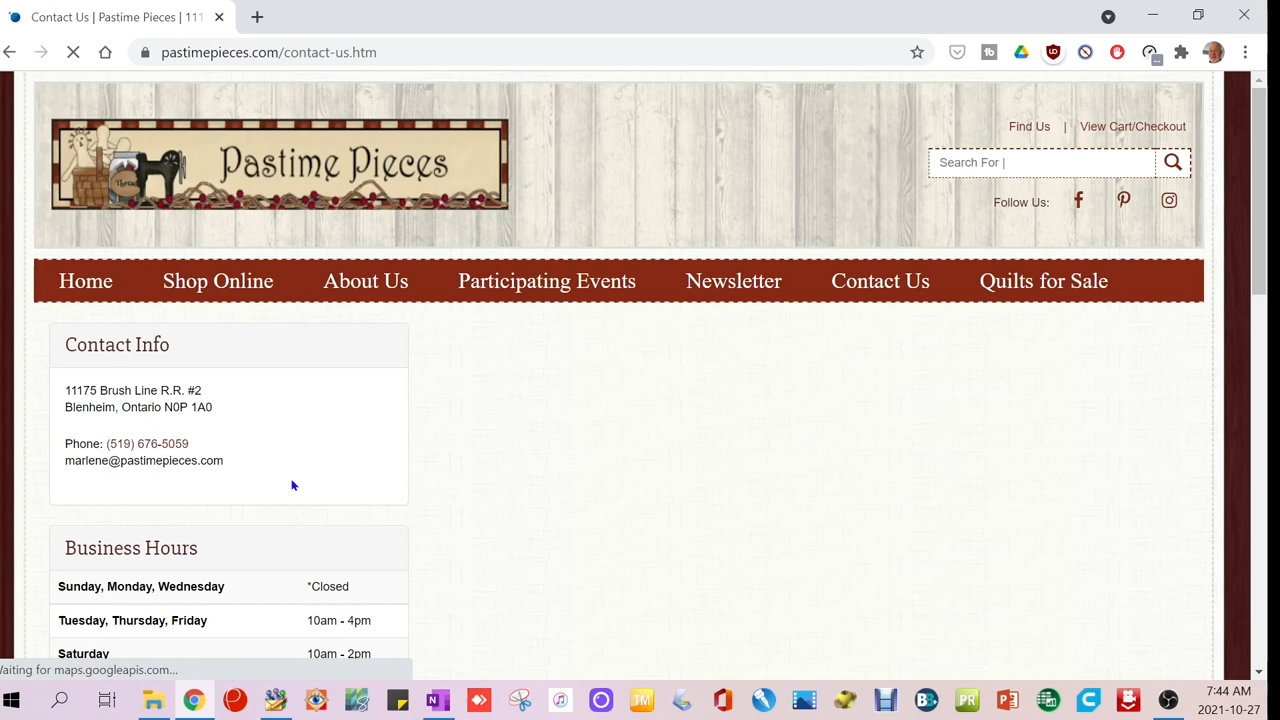 Contact Us | Pastime Pieces | 111
pastimepieces.com/contact-us.htm
Pastime Pieces
Thread
Find Us | View Cart/Checkout
Search For |
Follow Us:
Home Shop Online About Us Participating Events Newsletter Contact Us Quilts for Sale
Contact Info
11175 Brush Line R.R. #2
Blenheim, Ontario N0P 1A0
Phone: (519) 676-5059
marlene@pastimepieces.com
Business Hours
Sunday, Monday, Wednesday *Closed
Tuesday, Thursday, Friday 10am - 4pm
Saturday 10am - 2pm
Waiting for maps.googleapis.com...
7:44 AM
2021-10-27